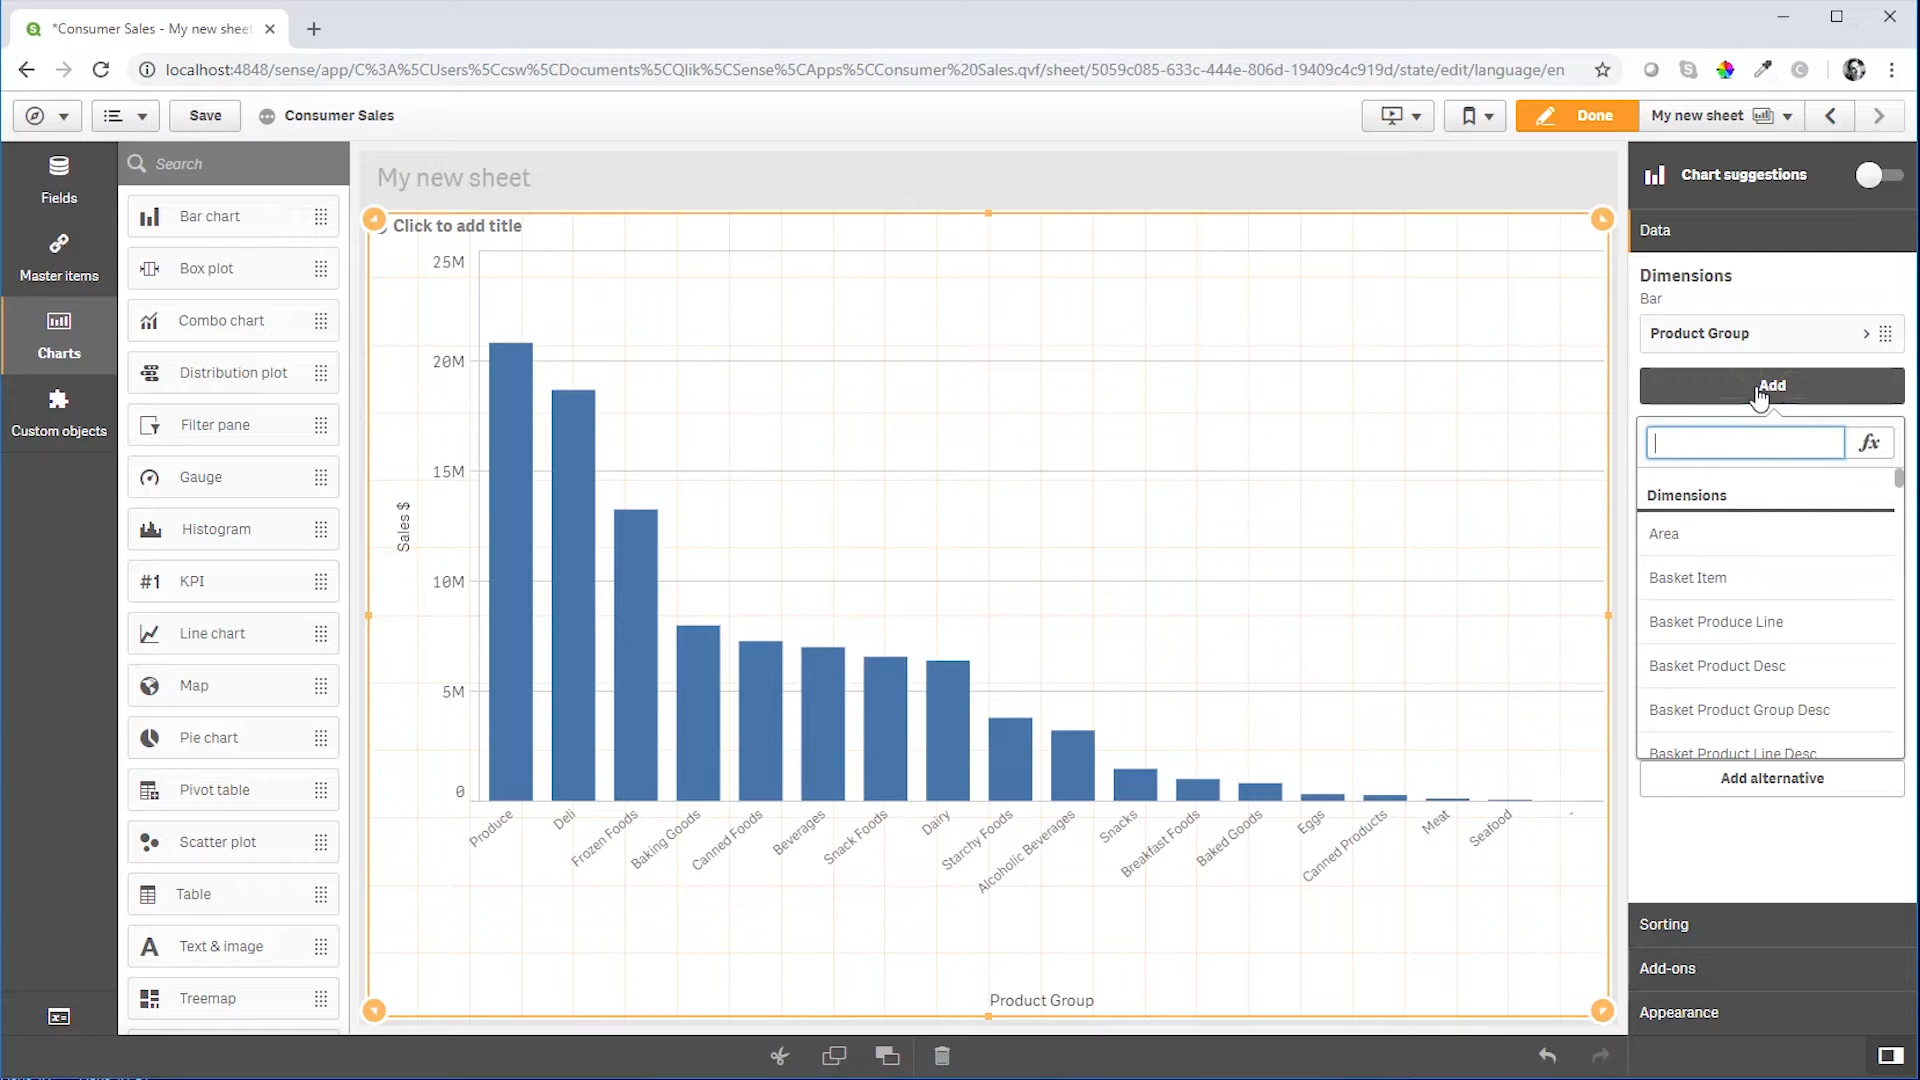 *Consumer Sales - My new sheet
localhost:4848/sense/app/C%3A%5CUsers%5Ccsw%5CDocuments%5CQlik%5CSense%5CApps%5CConsumer%20Sales.qvf/sheet/5059c085-633c-444e-806d-19409c4c919d/state/edit/language/en
Save
Consumer Sales
Done
My new sheet
Fields
Master items
Charts
Custom objects
Search
Bar chart
Box plot
Combo chart
Distribution plot
Filter pane
Gauge
Histogram
#1 KPI
Line chart
Map
Pie chart
Pivot table
Scatter plot
Table
A Text & image
Treemap
My new sheet
Click to add title
25M
20M
15M
10M
5M
0
Sales $
Produce
Deli
Frozen Foods
Baking Goods
Canned Foods
Beverages
Snack Foods
Dairy
Starchy Foods
Alcoholic Beverages
Snacks
Breakfast Foods
Baked Goods
Eggs
Canned Products
Meat
Seafood
-
Product Group
Chart suggestions
Data
Dimensions
Bar
Product Group
Add
fx
Dimensions
Area
Basket Item
Basket Produce Line
Basket Product Desc
Basket Product Group Desc
Basket Product Line Desc
Add alternative
Sorting
Add-ons
Appearance